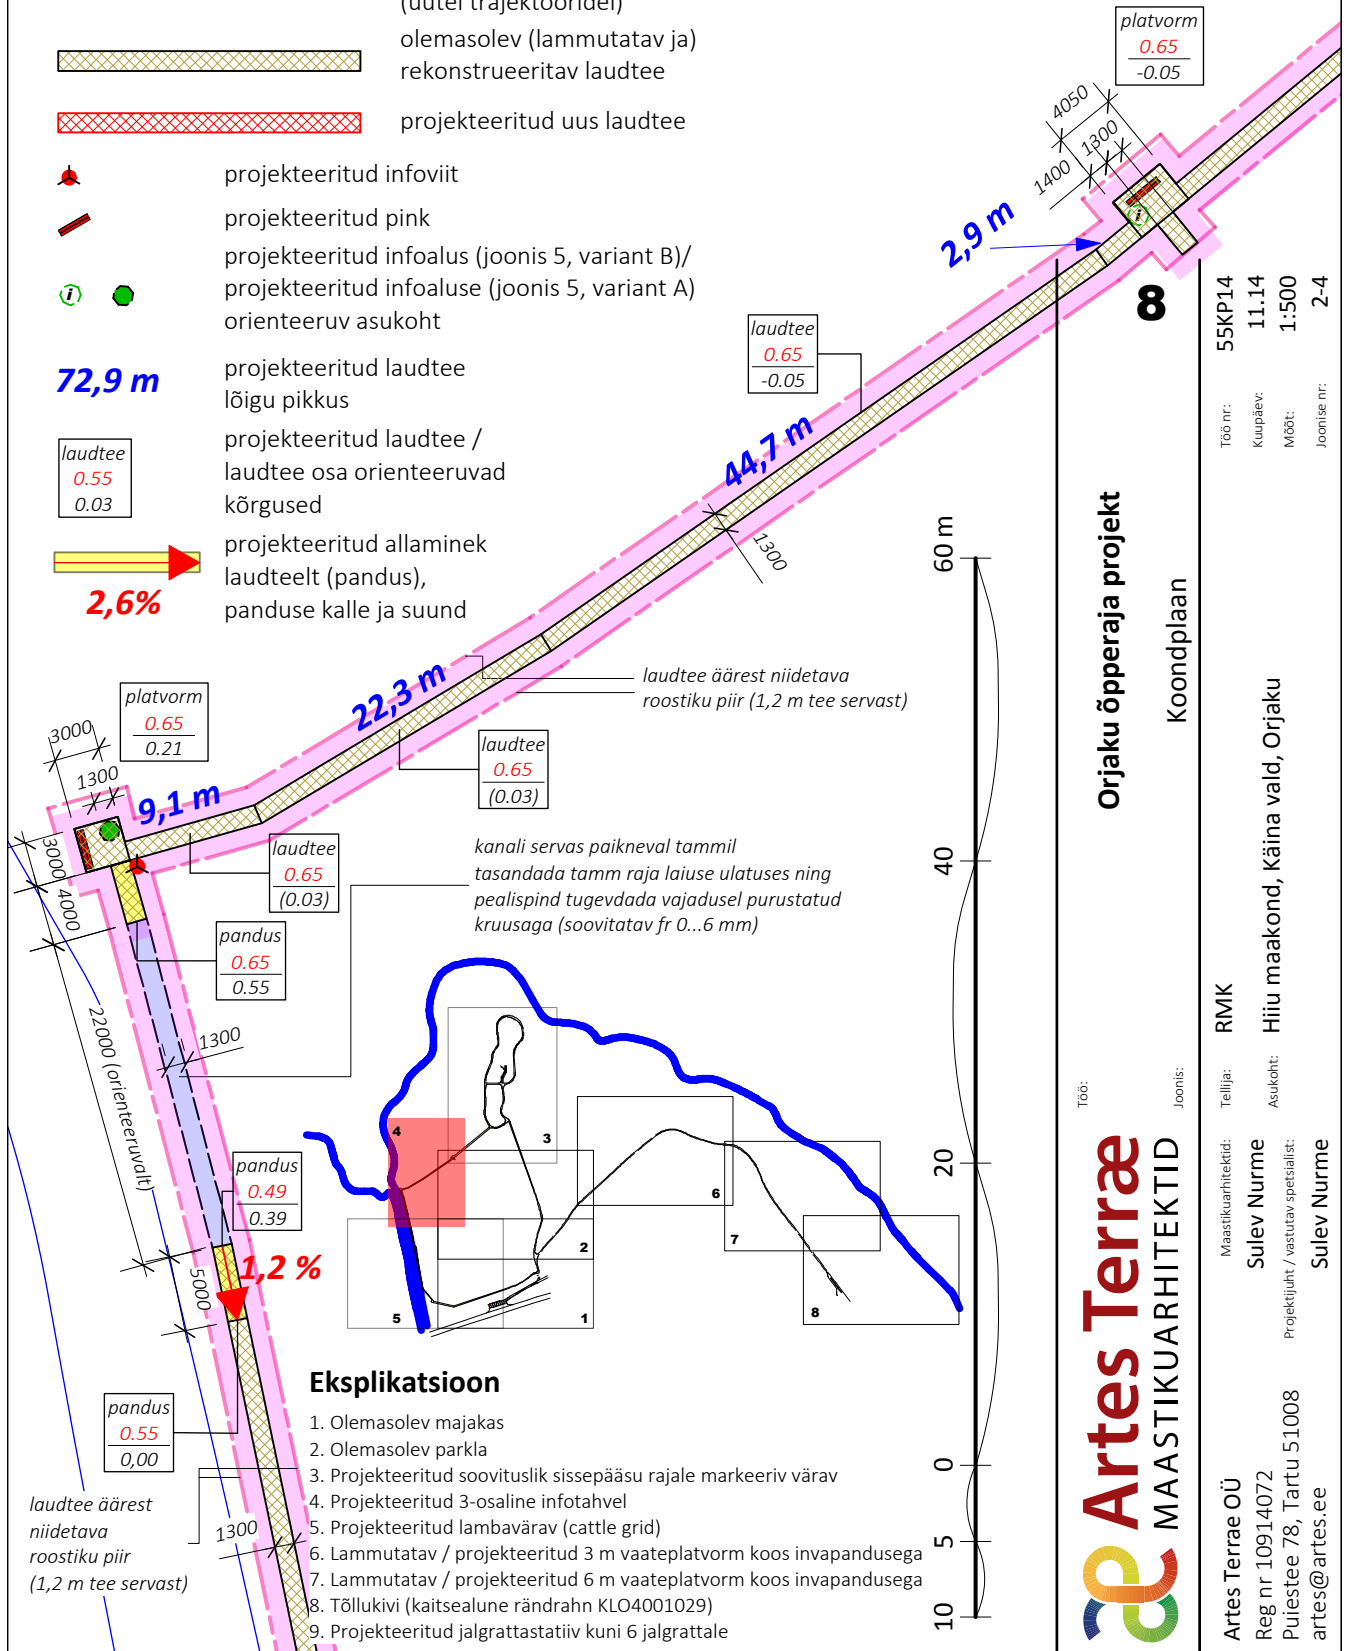 (uutel trajektooridel)
olemasolev (lammutatav ja)
rekonstrueeritav laudtee
projekteeritud uus laudtee
projekteeritud infoviit
projekteeritud pink
projekteeritud infoalus (joonis 5, variant B)/
projekteeritud infoaluse (joonis 5, variant A)
orienteeruv asukoht
i
72,9 m
projekteeritud laudtee
lõigu pikkus
laudtee
0.55
0.03
projekteeritud laudtee /
laudtee osa orienteeruvad
kõrgused
projekteeritud allaminek
laudteelt (pandus),
panduse kalle ja suund
2,6%
platvorm
0.65
-0.05
4050
1300
1400
i
2,9 m
laudtee
0.65
-0.05
44,7 m
1300
laudtee äärest niidetava
roostiku piir (1,2 m tee servast)
22,3 m
platvorm
0.65
0.21
3000
1300
9,1 m
laudtee
0.65
(0.03)
laudtee
0.65
(0.03)
3000
4000
kanali servas paikneval tammil
tasandada tamm raja laiuse ulatuses ning
pealispind tugevdada vajadusel purustatud
kruusaga (soovitatav fr 0...6 mm)
pandus
0.65
0.55
22000 (orienteeruvalt)
1300
pandus
0.49
0.39
1,2 %
5000
pandus
0.55
0,00
laudtee äärest
niidetava
roostiku piir
(1,2 m tee servast)
1300
4
3
6
2
7
5
1
8
Eksplikatsioon
1. Olemasolev majakas
2. Olemasolev parkla
3. Projekteeritud soovituslik sissepääsu rajale markeeriv värav
4. Projekteeritud 3-osaline infotahvel
5. Projekteeritud lambavärav (cattle grid)
6. Lammutatav / projekteeritud 3 m vaateplatvorm koos invapandusega
7. Lammutatav / projekteeritud 6 m vaateplatvorm koos invapandusega
8. Tõllukivi (kaitsealune rändrahn KLO4001029)
9. Projekteeritud jalgrattastatiiv kuni 6 jalgrattale
60 m
40
20
0
5
10
8
Töö:
Orjaku õpperaja projekt
Joonis:
Koondplaan
Artes Terræ
MAASTIKUARHITEKTID
Töö nr:
55KP14
Kuupäev:
11.14
Mõõt:
1:500
Joonise nr:
2-4
Tellija:
RMK
Asukoht:
Hiiu maakond, Käina vald, Orjaku
Maastikuarhitektid:
Sulev Nurme
Projektijuht / vastutav spetsialist:
Sulev Nurme
Artes Terrae OÜ
Reg nr 10914072
Puiestee 78, Tartu 51008
artes@artes.ee